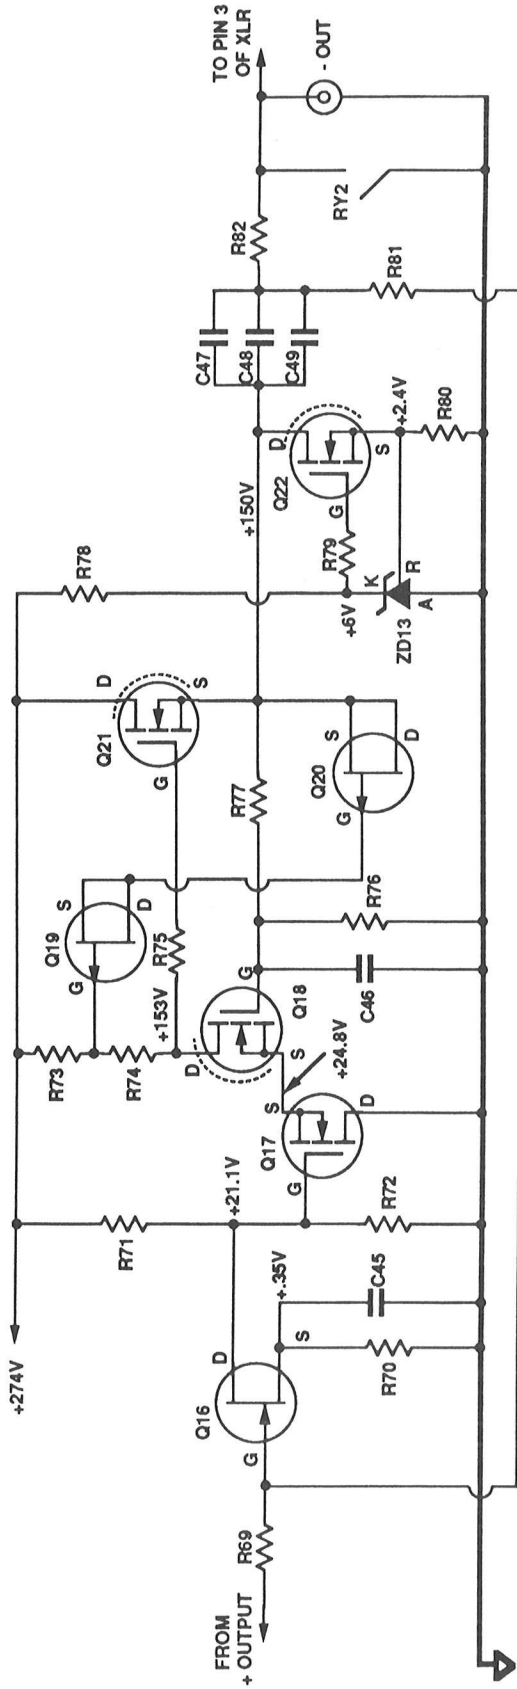 +274V
FROM
+ OUTPUT
R69
G
Q16
D
S
+.35V
R70
C45
R71
+21.1V
R72
G
Q17
S
D
+24.8V
R73
R74
+153V
D
G
Q18
S
Q19
G
S
D
R75
C46
R76
R77
Q20
G
S
D
Q21
G
D
S
R78
+6V
R79
K
A
R
ZD13
+150V
G
Q22
D
S
+2.4V
R80
C47
C48
C49
R81
R82
RY2
TO PIN 3
OF XLR
- OUT